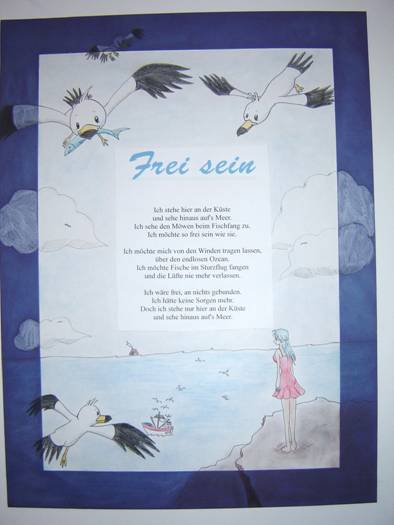 Frei sein
Ich stehe hier an der Küste
und sehe hinaus auf's Meer.
Ich sehe den Möwen beim Fischfang zu.
Ich möchte so frei sein wie sie.
Ich möchte mich von den Winden tragen lassen,
über den endlosen Ozean.
Ich möchte Fische im Sturzflug fangen
und die Lüfte nie mehr verlassen.
Ich wäre frei, an nichts gebunden.
Ich hätte keine Sorgen mehr.
Doch ich stehe nur hier an der Küste
und sehe hinaus auf's Meer.